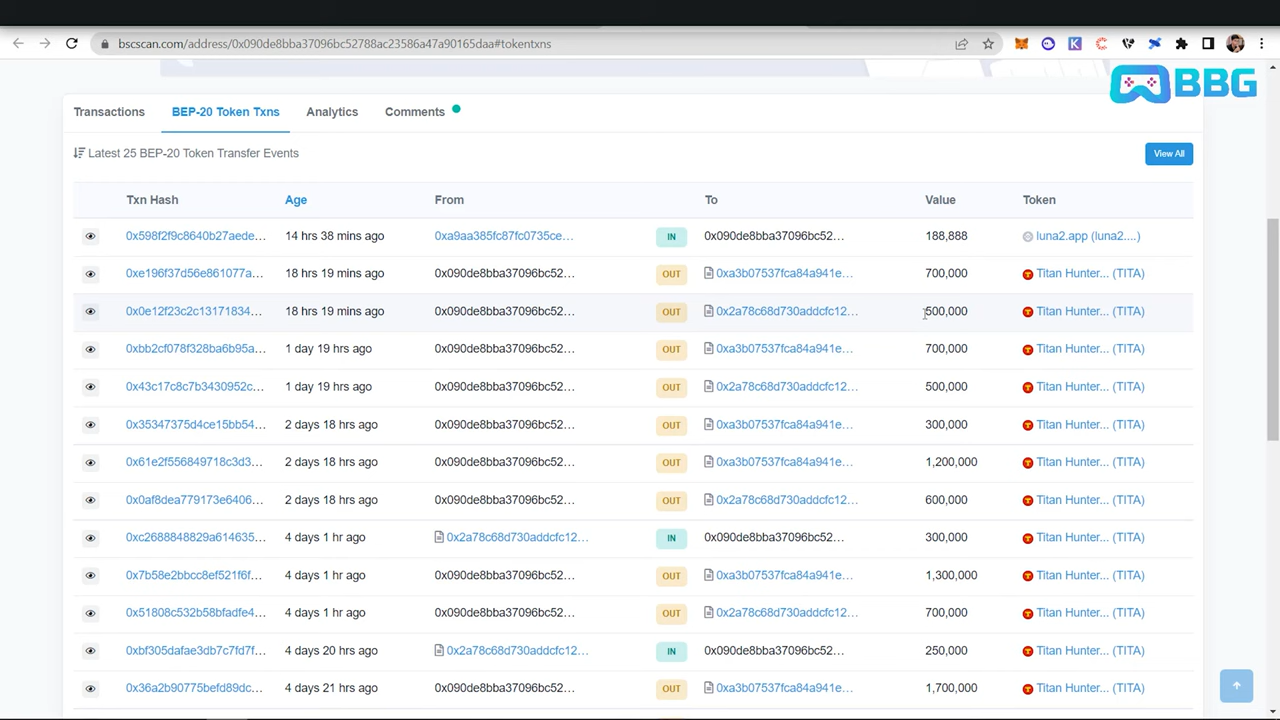 bscscan.com/address/0x090de8bba37096bc52788ac23586a47a90165daa#tokentxns
BBG
Transactions BEP-20 Token Txns Analytics Comments
Latest 25 BEP-20 Token Transfer Events View All
Txn Hash Age From To Value Token
0x598f2f9c8640b27aede... 14 hrs 38 mins ago 0xa9aa385fc87fc0735ce... IN 0x090de8bba37096bc52... 188,888 luna2.app (luna2....)
0xe196f37d56e861077a... 18 hrs 19 mins ago 0x090de8bba37096bc52... OUT 0xa3b07537fca84a941e... 700,000 Titan Hunter... (TITA)
0x0e12f23c2c13171834... 18 hrs 19 mins ago 0x090de8bba37096bc52... OUT 0x2a78c68d730addcfc12... 500,000 Titan Hunter... (TITA)
0xbb2cf078f328ba6b95a... 1 day 19 hrs ago 0x090de8bba37096bc52... OUT 0xa3b07537fca84a941e... 700,000 Titan Hunter... (TITA)
0x43c17c8c7b3430952c... 1 day 19 hrs ago 0x090de8bba37096bc52... OUT 0x2a78c68d730addcfc12... 500,000 Titan Hunter... (TITA)
0x35347375d4ce15bb54... 2 days 18 hrs ago 0x090de8bba37096bc52... OUT 0xa3b07537fca84a941e... 300,000 Titan Hunter... (TITA)
0x61e2f556849718c3d3... 2 days 18 hrs ago 0x090de8bba37096bc52... OUT 0xa3b07537fca84a941e... 1,200,000 Titan Hunter... (TITA)
0x0af8dea779173e6406... 2 days 18 hrs ago 0x090de8bba37096bc52... OUT 0x2a78c68d730addcfc12... 600,000 Titan Hunter... (TITA)
0xc2688848829a614635... 4 days 1 hr ago 0x2a78c68d730addcfc12... IN 0x090de8bba37096bc52... 300,000 Titan Hunter... (TITA)
0x7b58e2bbcc8ef521f6f... 4 days 1 hr ago 0x090de8bba37096bc52... OUT 0xa3b07537fca84a941e... 1,300,000 Titan Hunter... (TITA)
0x51808c532b58bfadfe4... 4 days 1 hr ago 0x090de8bba37096bc52... OUT 0x2a78c68d730addcfc12... 700,000 Titan Hunter... (TITA)
0xbf305dafae3db7c7fd7f... 4 days 20 hrs ago 0x2a78c68d730addcfc12... IN 0x090de8bba37096bc52... 250,000 Titan Hunter... (TITA)
0x36a2b90775befd89dc... 4 days 21 hrs ago 0x090de8bba37096bc52... OUT 0xa3b07537fca84a941e... 1,700,000 Titan Hunter... (TITA)